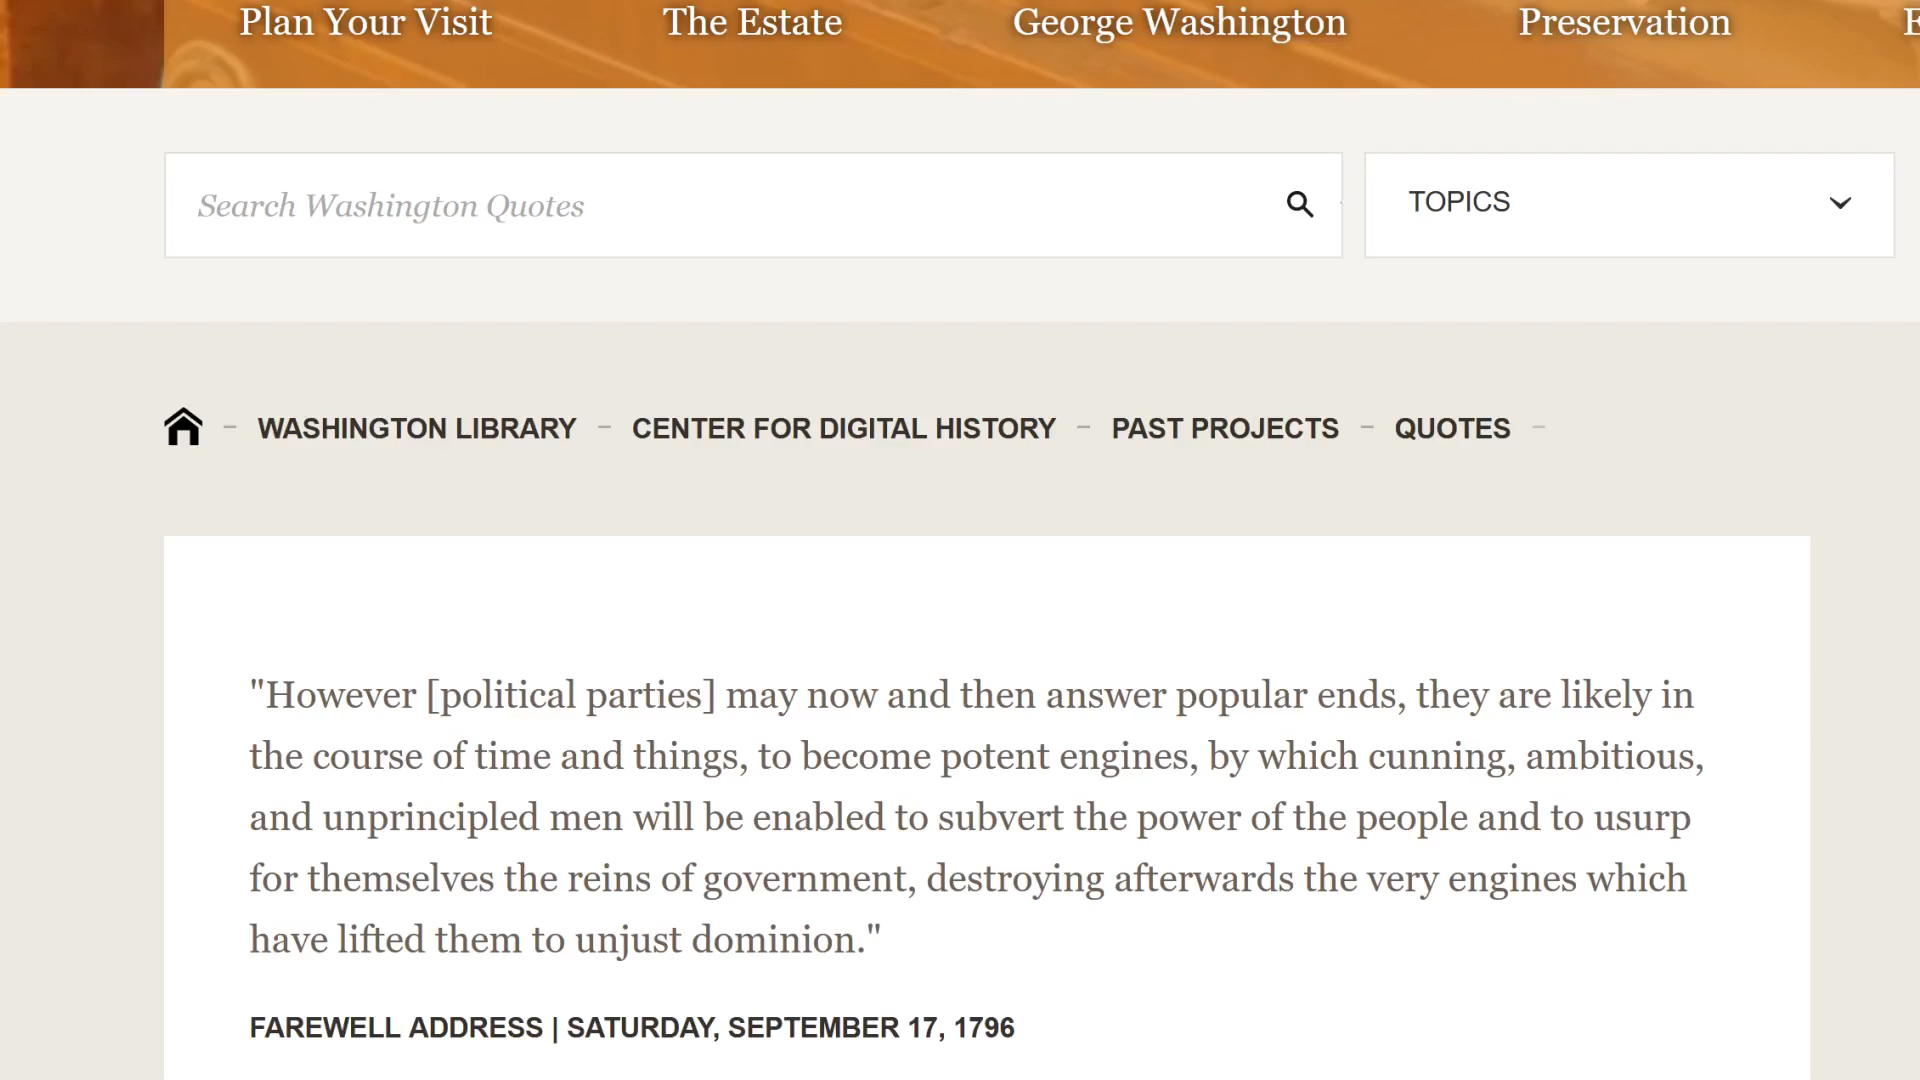 Plan Your Visit The Estate George Washington Preservation
Search Washington Quotes TOPICS
WASHINGTON LIBRARY – CENTER FOR DIGITAL HISTORY – PAST PROJECTS – QUOTES –
"However [political parties] may now and then answer popular ends, they are likely in
the course of time and things, to become potent engines, by which cunning, ambitious,
and unprincipled men will be enabled to subvert the power of the people and to usurp
for themselves the reins of government, destroying afterwards the very engines which
have lifted them to unjust dominion."
FAREWELL ADDRESS | SATURDAY, SEPTEMBER 17, 1796